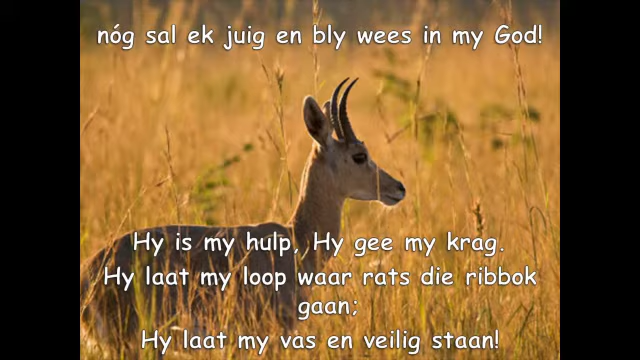 nóg sal ek juig en bly wees in my God!
Hy is my hulp, Hy gee my krag.
Hy laat my loop waar rats die ribbok
gaan;
Hy laat my vas en veilig staan!